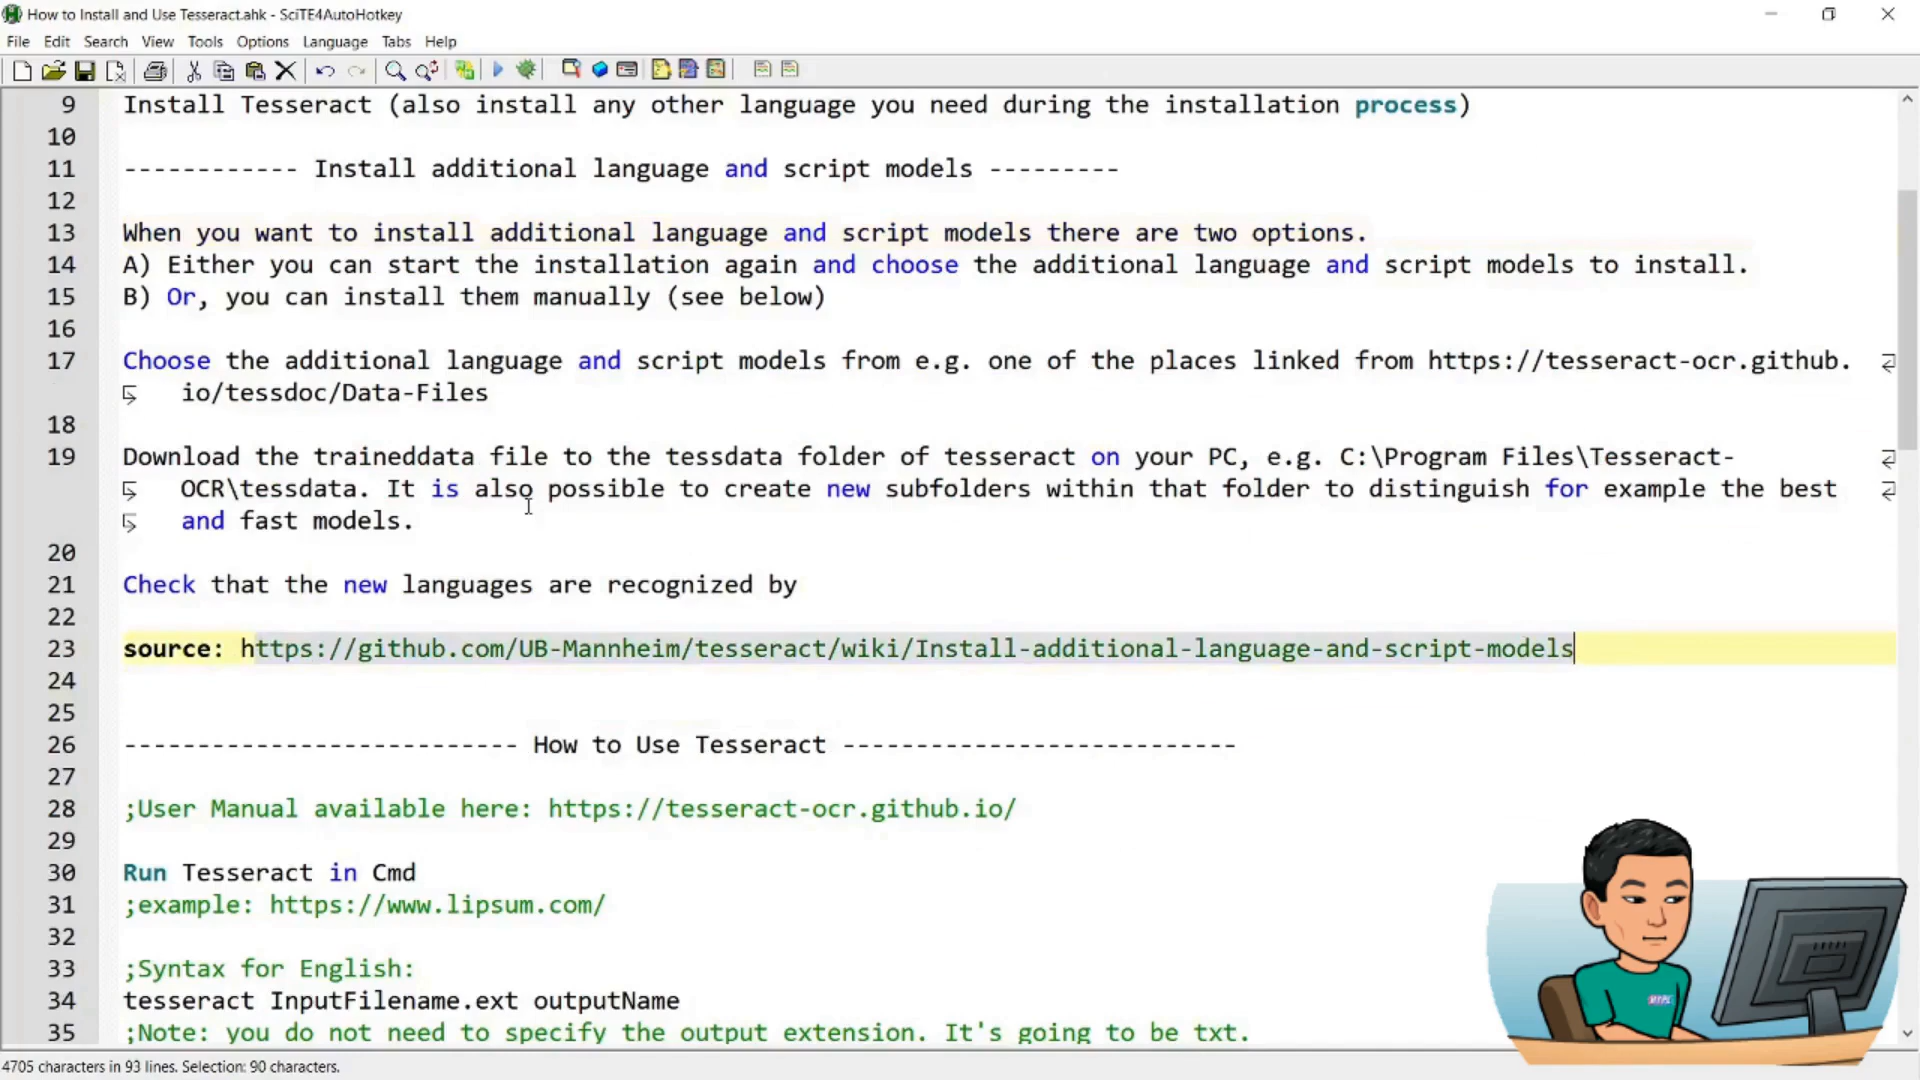 How to Install and Use Tesseract.ahk - SciTE4AutoHotkey
File Edit Search View Tools Options Language Tabs Help
9 Install Tesseract (also install any other language you need during the installation process)
10
11 ------------ Install additional language and script models ---------
12
13 When you want to install additional language and script models there are two options.
14 A) Either you can start the installation again and choose the additional language and script models to install.
15 B) Or, you can install them manually (see below)
16
17 Choose the additional language and script models from e.g. one of the places linked from https://tesseract-ocr.github.
io/tessdoc/Data-Files
18
19 Download the traineddata file to the tessdata folder of tesseract on your PC, e.g. C:\Program Files\Tesseract-
OCR\tessdata. It is also possible to create new subfolders within that folder to distinguish for example the best
and fast models.
20
21 Check that the new languages are recognized by
22
23 source: https://github.com/UB-Mannheim/tesseract/wiki/Install-additional-language-and-script-models
24
25
26 --------------------------- How to Use Tesseract ---------------------------
27
28 ;User Manual available here: https://tesseract-ocr.github.io/
29
30 Run Tesseract in Cmd
31 ;example: https://www.lipsum.com/
32
33 ;Syntax for English:
34 tesseract InputFilename.ext outputName
35 ;Note: you do not need to specify the output extension. It's going to be txt.
4705 characters in 93 lines. Selection: 90 characters.